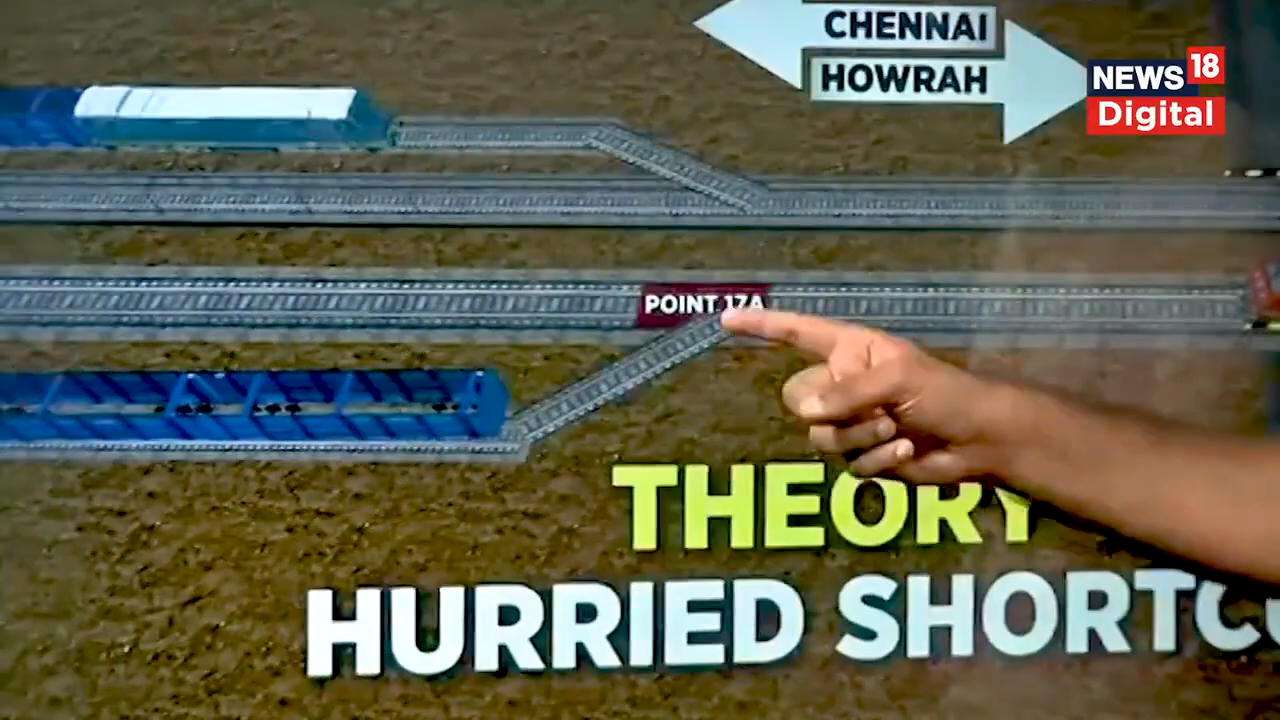 CHENNAI
HOWRAH
NEWS 18
Digital
POINT 17A
THEORY
HURRIED SHORTC